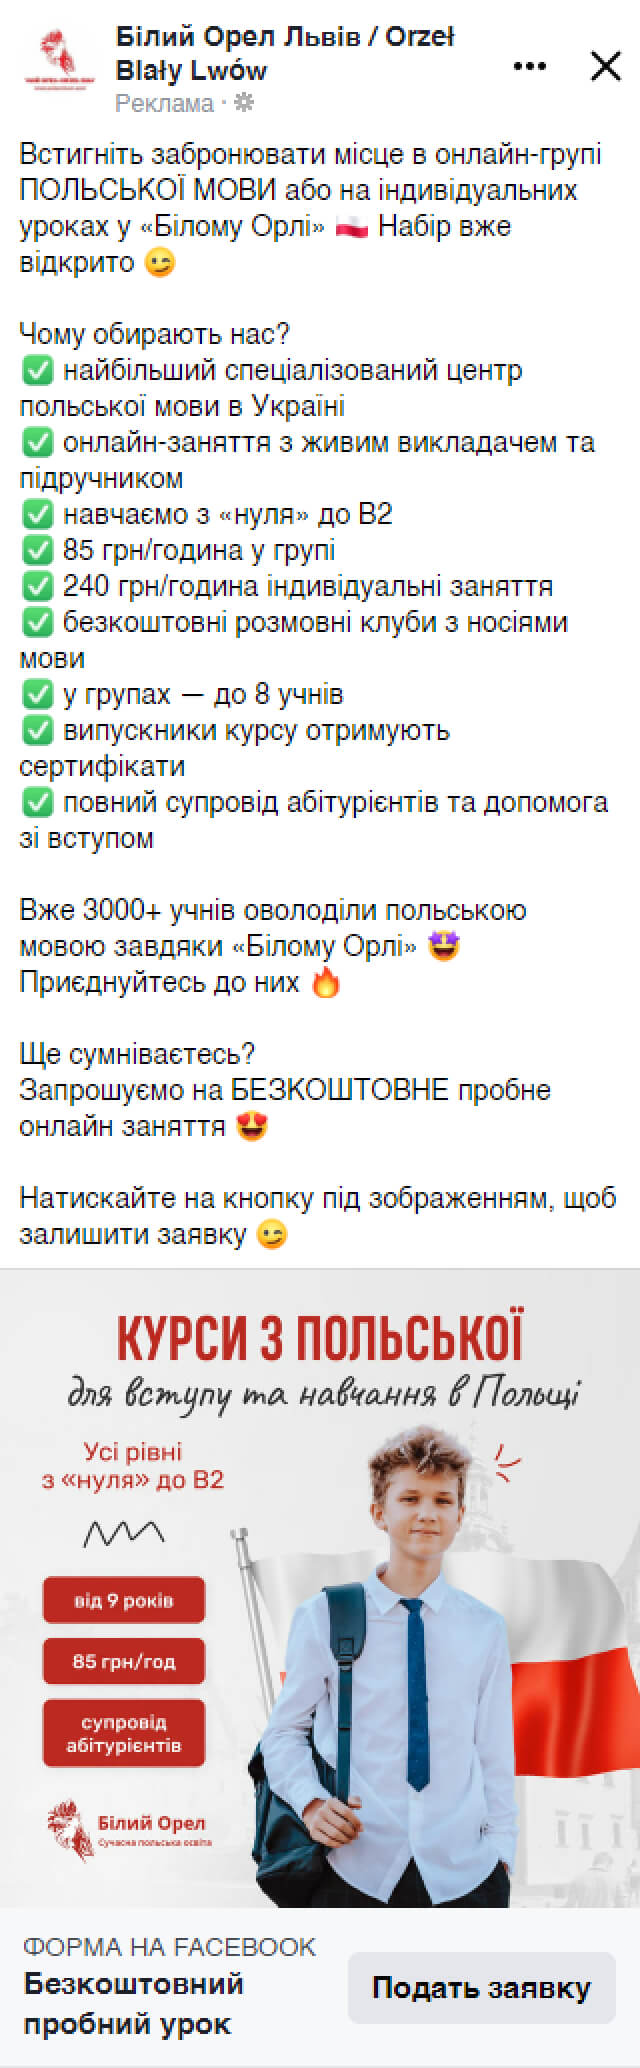 Білий Орел Львів / Orzeł
Blały Lwów
Реклама ·
Встигніть забронювати місце в онлайн-групі
ПОЛЬСЬКОЇ МОВИ або на індивідуальних
уроках у «Білому Орлі» 🇵🇱 Набір вже
відкрито 😉
Чому обирають нас?
✅ найбільший спеціалізований центр
польської мови в Україні
✅ онлайн-заняття з живим викладачем та
підручником
✅ навчаємо з «нуля» до В2
✅ 85 грн/година у групі
✅ 240 грн/година індивідуальні заняття
✅ безкоштовні розмовні клуби з носіями
мови
✅ у групах — до 8 учнів
✅ випускники курсу отримують
сертифікати
✅ повний супровід абітурієнтів та допомога
зі вступом
Вже 3000+ учнів оволоділи польською
мовою завдяки «Білому Орлі» 🤩
Приєднуйтесь до них 🔥
Ще сумніваєтесь?
Запрошуємо на БЕЗКОШТОВНЕ пробне
онлайн заняття 😍
Натискайте на кнопку під зображенням, щоб
залишити заявку 😉
КУРСИ З ПОЛЬСЬКОЇ
для вступу та навчання в Польщі
Усі рівні
з «нуля» до В2
від 9 років
85 грн/год
супровід
абітурієнтів
Білий Орел
Сучасна польська освіта
ФОРМА НА FACEBOOK
Безкоштовний
пробний урок
Подать заявку